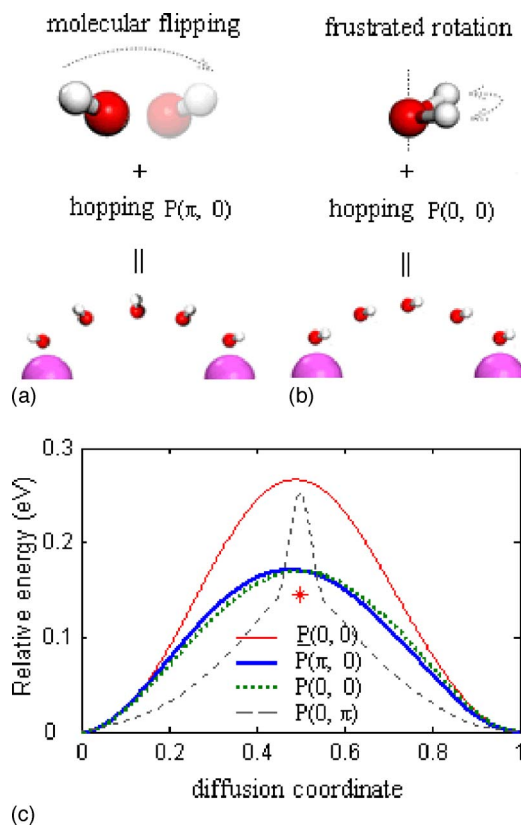 molecular flipping
+
hopping P(π, 0)
||
(a)
frustrated rotation
+
hopping P(0, 0)
||
(b)
0.3
0.2
0.1
0
Relative energy (eV)
*
P(0, 0)
P(π, 0)
P(0, 0)
P(0, π)
0 0.2 0.4 0.6 0.8 1
diffusion coordinate
(c)